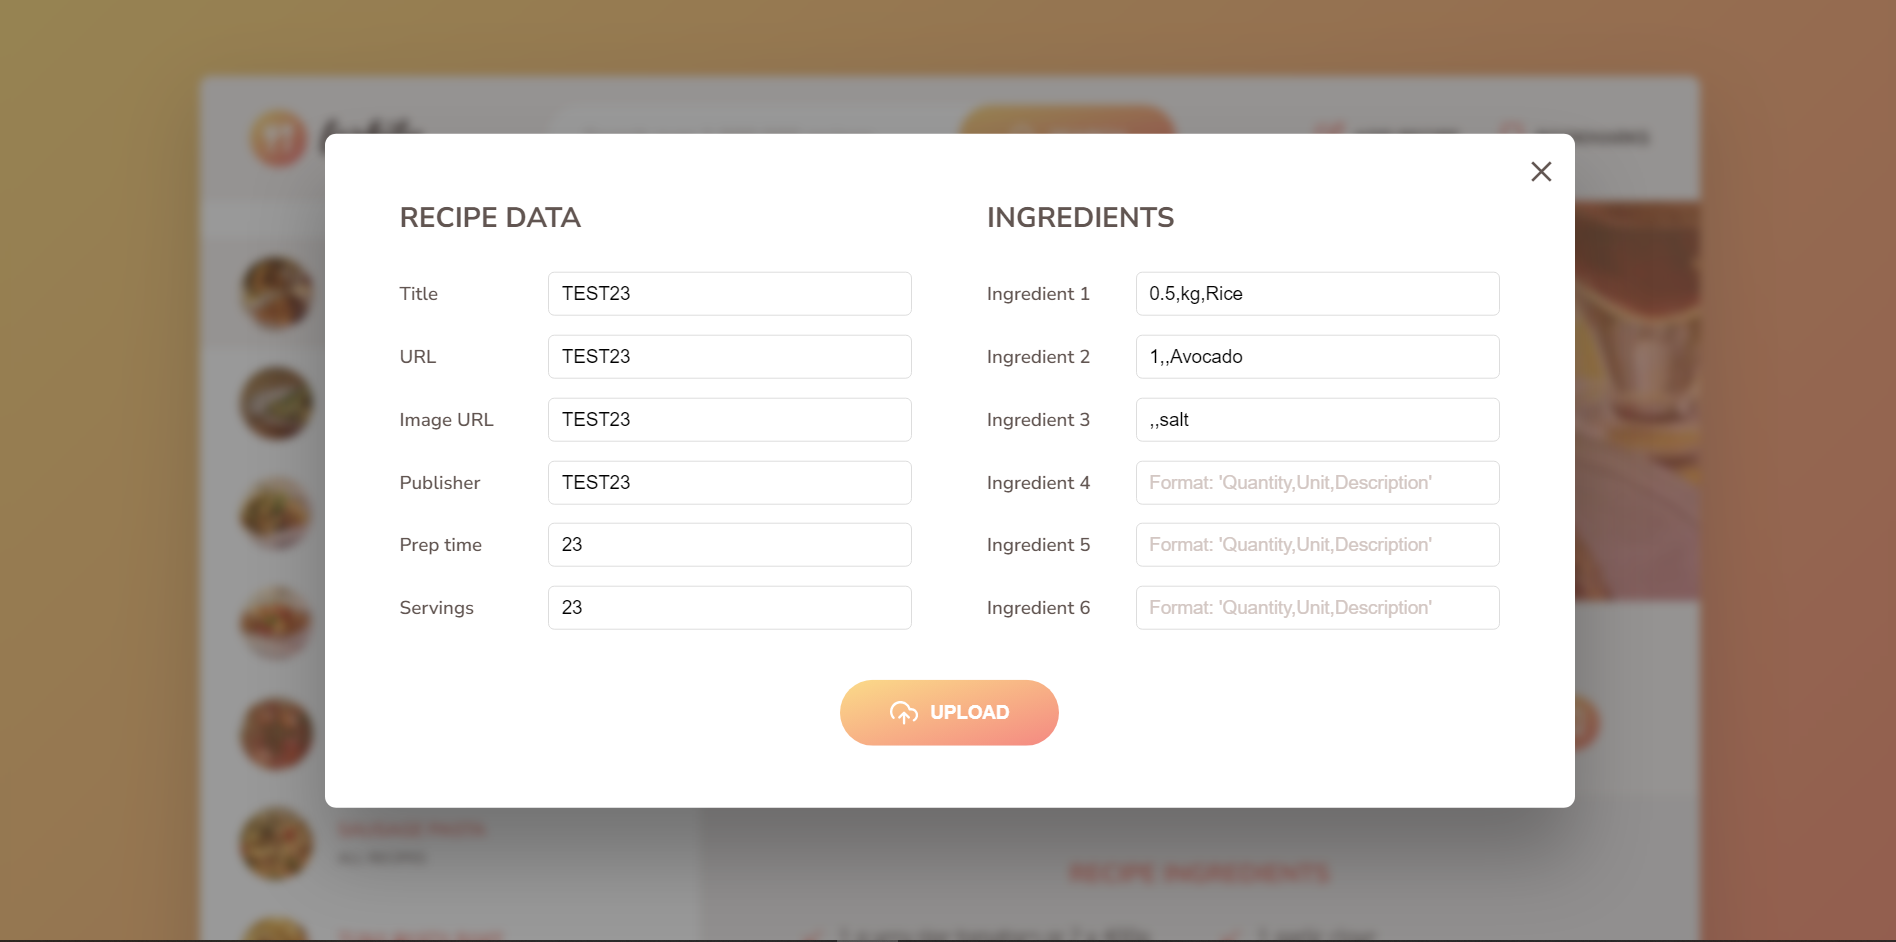 RECIPE DATA
Title
TEST23
URL
TEST23
Image URL
TEST23
Publisher
TEST23
Prep time
23
Servings
23
INGREDIENTS
Ingredient 1
0.5,kg,Rice
Ingredient 2
1,,Avocado
Ingredient 3
,,salt
Ingredient 4
Format: 'Quantity,Unit,Description'
Ingredient 5
Format: 'Quantity,Unit,Description'
Ingredient 6
Format: 'Quantity,Unit,Description'
UPLOAD
RECIPE INGREDIENTS